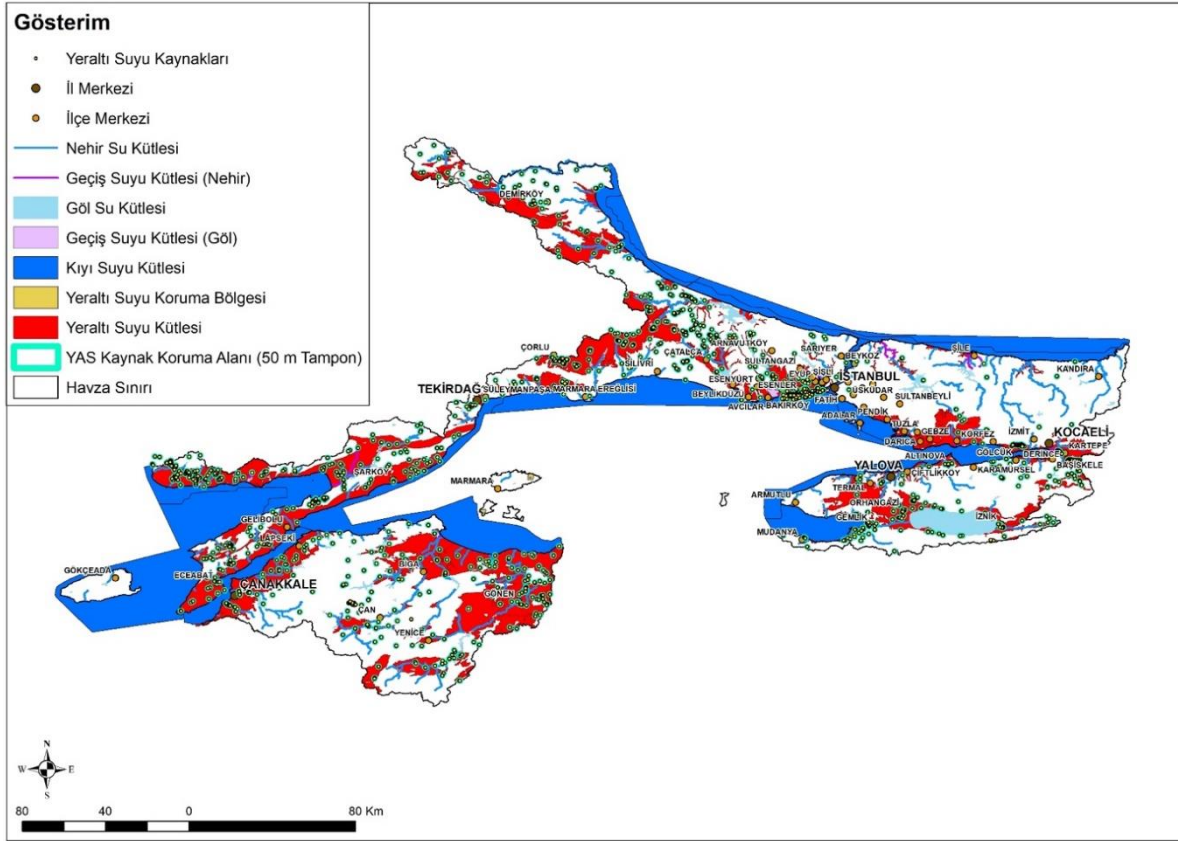 Gösterim
Yeraltı Suyu Kaynakları
İl Merkezi
İlçe Merkezi
Nehir Su Kütlesi
Geçiş Suyu Kütlesi (Nehir)
Göl Su Kütlesi
Geçiş Suyu Kütlesi (Göl)
Kıyı Suyu Kütlesi
Yeraltı Suyu Koruma Bölgesi
Yeraltı Suyu Kütlesi
YAS Kaynak Koruma Alanı (50 m Tampon)
Havza Sınırı
DEMİRKÖY
ÇORLU
SİLİVRİ
ÇATALCA
ARNAVUTKÖY
SULTANGAZİ
SARIYER
BEYKOZ
ŞİLE
KANDIRA
EYÜP
ŞİŞLİ
İSTANBUL
ESENYURT
ESENLER
ÜSKÜDAR
TEKİRDAĞ
SÜLEYMANPAŞA
MARMARA EREĞLİSİ
BEYLİKDÜZÜ
AVCILAR
BAKIRKÖY
FATİH
SULTANBEYLİ
ADALAR
PENDİK
TUZLA
GEBZE
DARICA
KÖRFEZ
İZMİT
KOCAELİ
KARTEPE
ALTINOVA
GÖLCÜK
DERİNCE
BAŞİSKELE
ŞARKÖY
YALOVA
ÇİFTLİKKÖY
KARAMÜRSEL
MARMARA
TERMAL
ARMUTLU
ORHANGAZİ
GEMLİK
İZNİK
MUDANYA
GELİBOLU
LAPSEKİ
GÖKÇEADA
ECEABAT
ÇANAKKALE
BİGA
GÖNEN
ÇAN
YENİCE
N
W E
S
80 40 0 80 Km